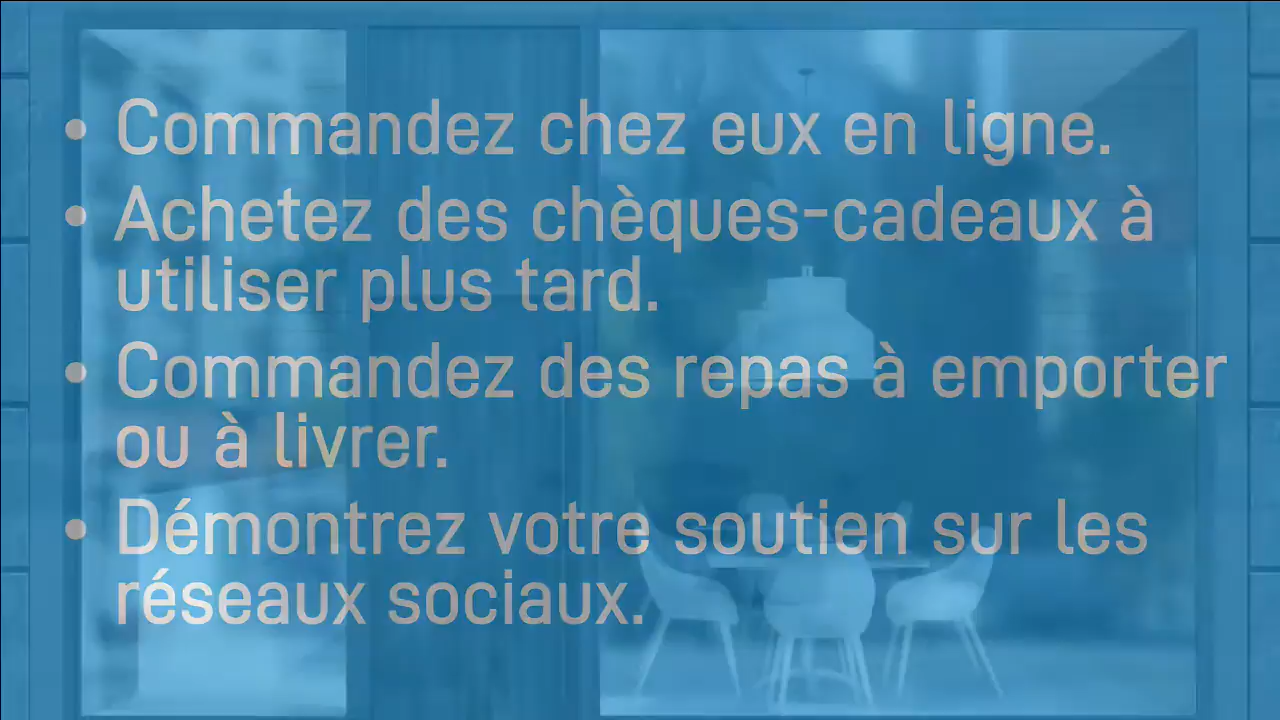 • Commandez chez eux en ligne.
• Achetez des chèques-cadeaux à
utiliser plus tard.
• Commandez des repas à emporter
ou à livrer.
• Démontrez votre soutien sur les
réseaux sociaux.